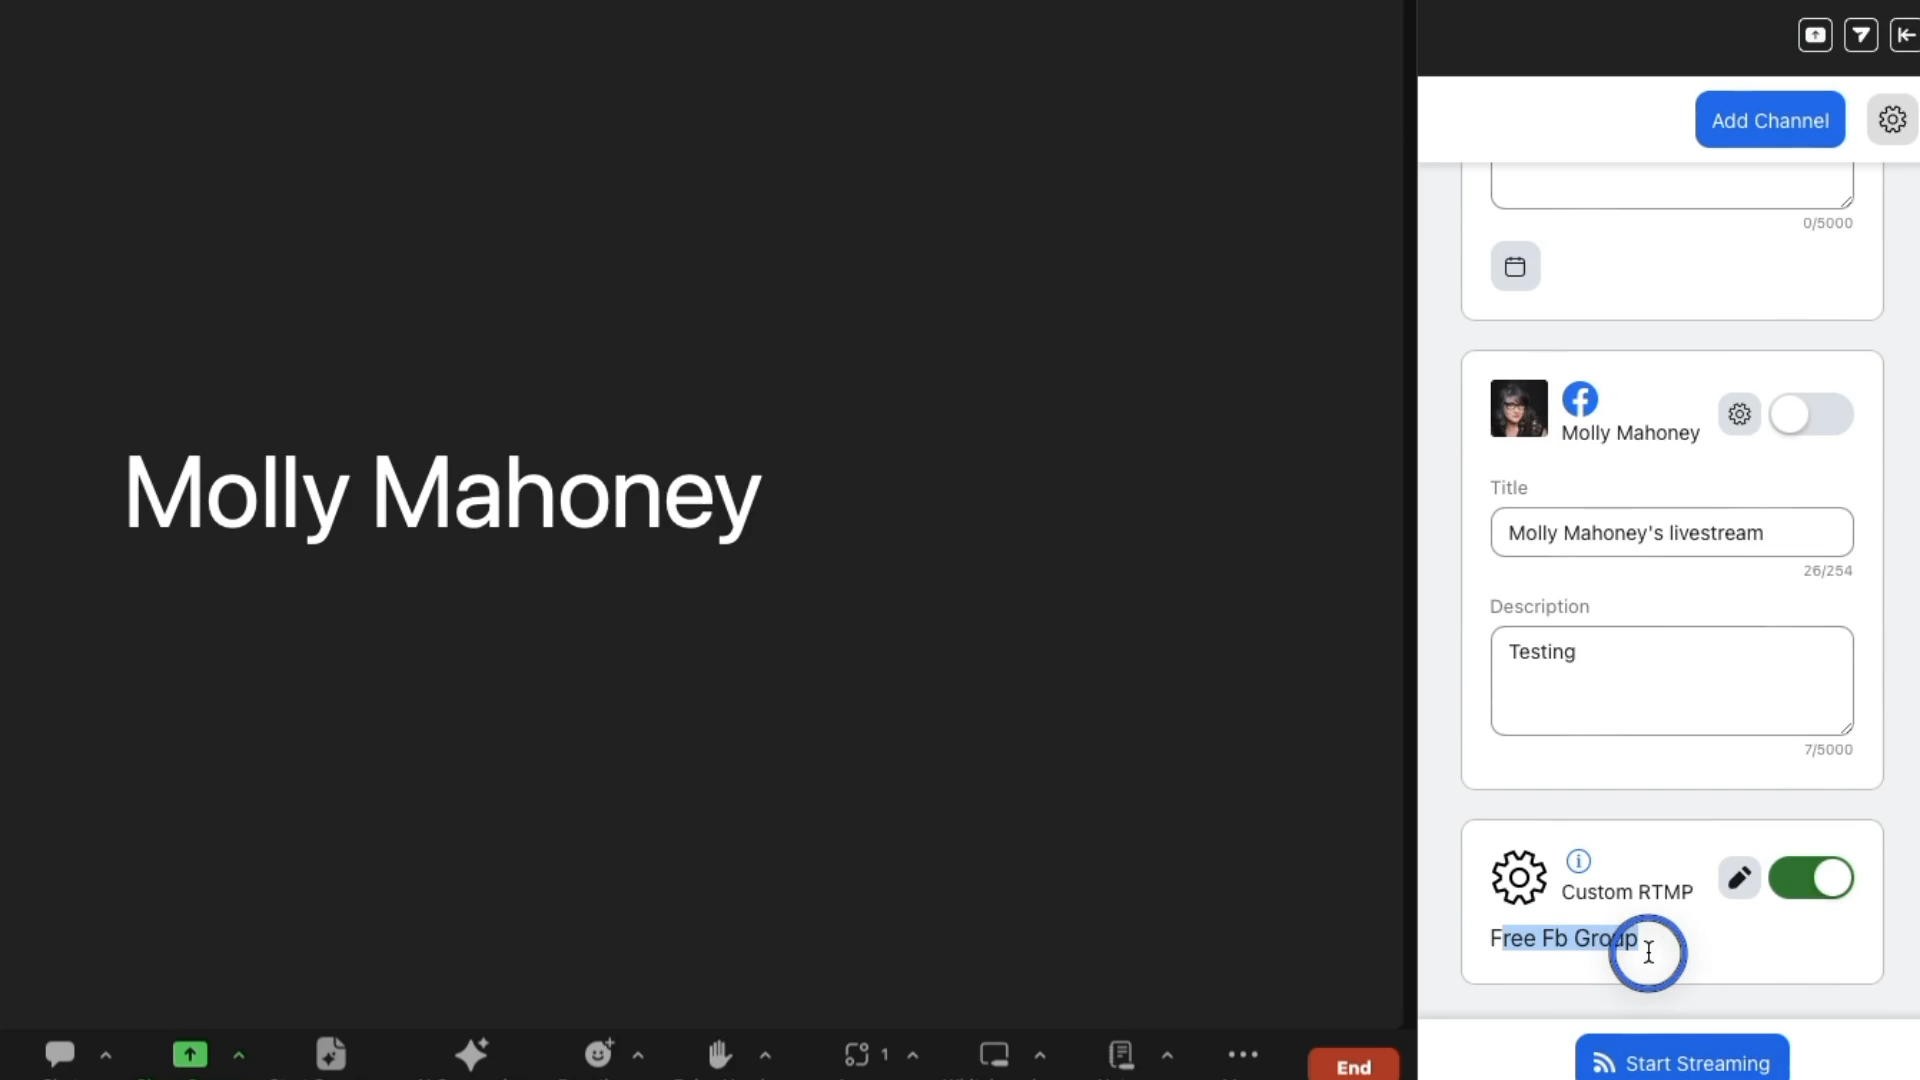 Molly Mahoney
Add Channel
0/5000
Molly Mahoney
Title
Molly Mahoney's livestream
26/254
Description
Testing
7/5000
Custom RTMP
Free Fb Group
Start Streaming
1
End